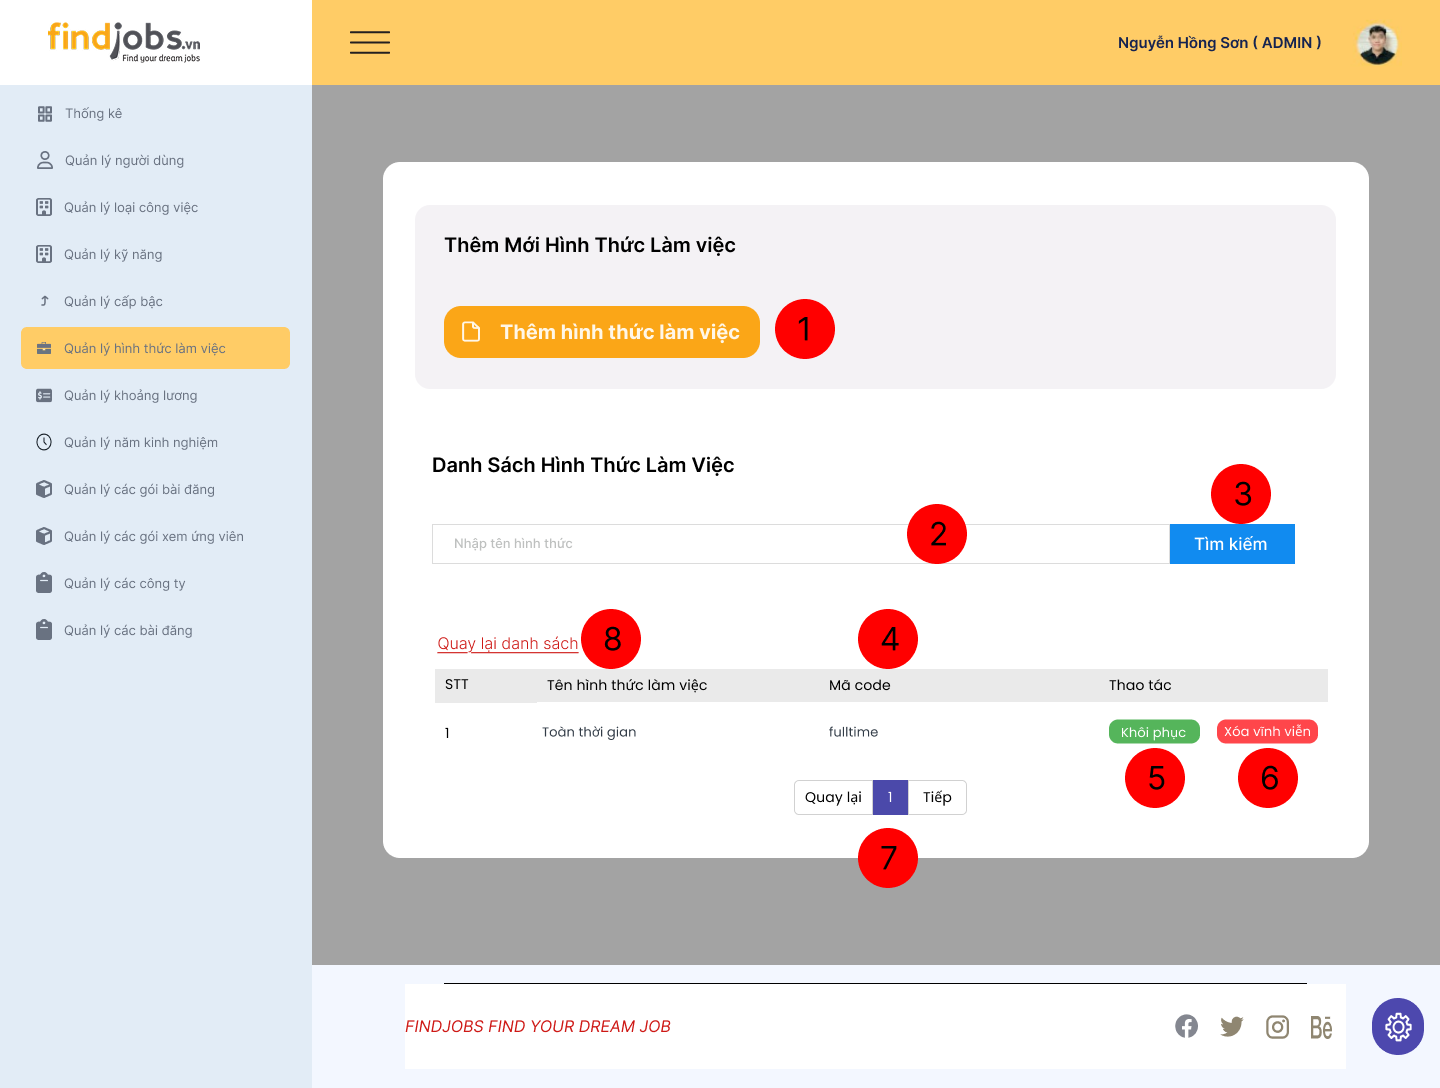 findjobs.vn
Find your dream jobs
Nguyễn Hồng Sơn ( ADMIN )
Thống kê
Quản lý người dùng
Quản lý loại công việc
Quản lý kỹ năng
Quản lý cấp bậc
Quản lý hình thức làm việc
Quản lý khoảng lương
Quản lý năm kinh nghiệm
Quản lý các gói bài đăng
Quản lý các gói xem ứng viên
Quản lý các công ty
Quản lý các bài đăng
Thêm Mới Hình Thức Làm việc
Thêm hình thức làm việc 1
Danh Sách Hình Thức Làm Việc
3
Nhập tên hình thức 2 Tìm kiếm
Quay lại danh sách 8 4
STT Tên hình thức làm việc Mã code Thao tác
1 Toàn thời gian fulltime Khôi phục Xóa vĩnh viễn
5 6
Quay lại 1 Tiếp
7
FINDJOBS FIND YOUR DREAM JOB